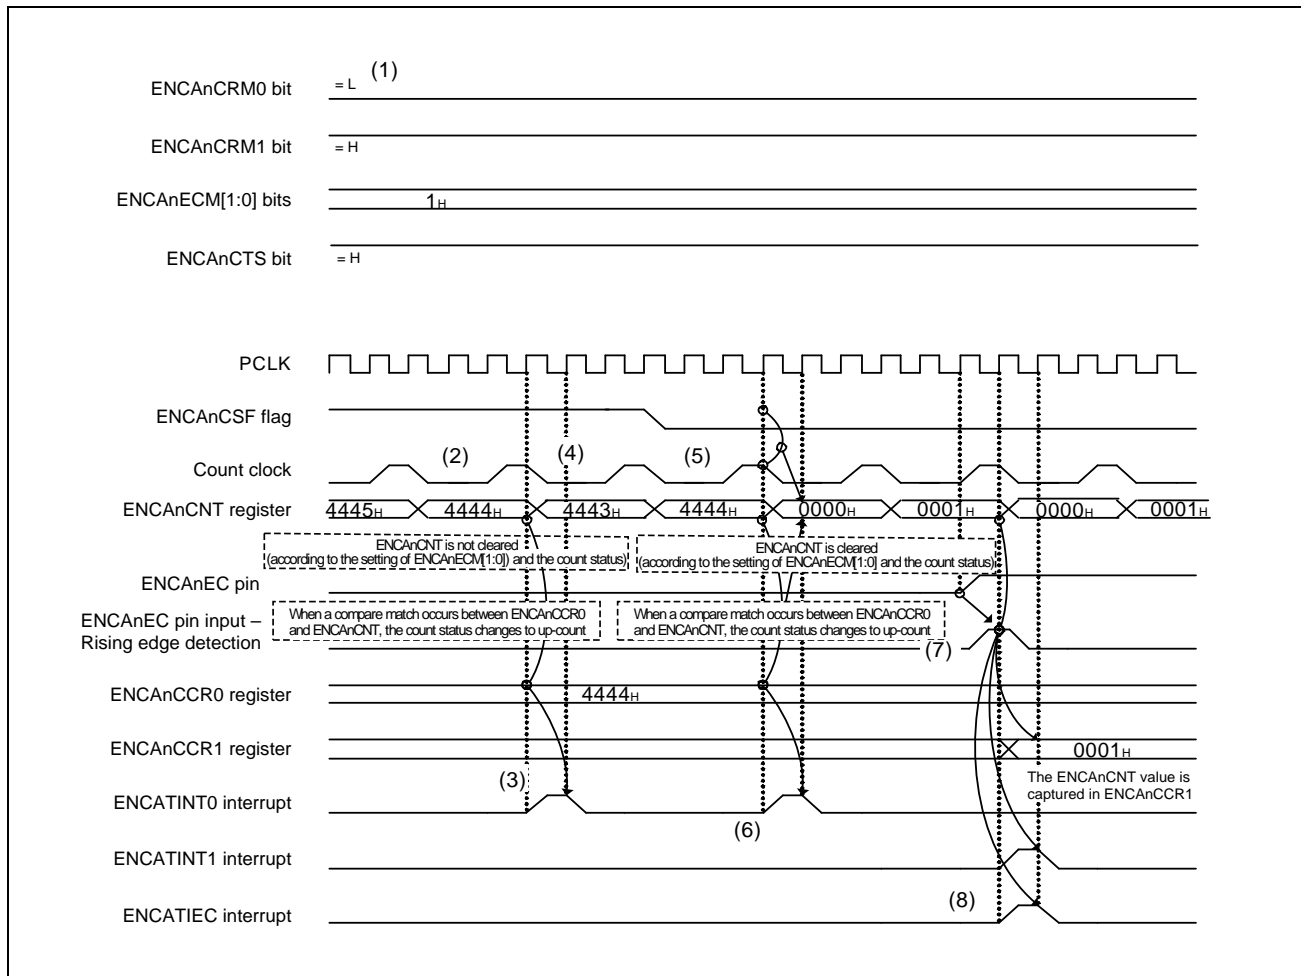 (1)
ENCAnCRM0 bit = L
ENCAnCRM1 bit = H
ENCAnECM[1:0] bits 1H
ENCAnCTS bit = H
PCLK
ENCAnCSF flag
Count clock (2) (4) (5)
ENCAnCNT register 4445H 4444H 4443H 4444H 0000H 0001H 0000H 0001H
ENCAnCNT is not cleared
(according to the setting of ENCAnECM[1:0]) and the count status)
ENCAnCNT is cleared
(according to the setting of ENCAnECM[1:0] and the count status)
ENCAnEC pin
When a compare match occurs between ENCAnCCR0
and ENCAnCNT, the count status changes to up-count
When a compare match occurs between ENCAnCCR0
and ENCAnCNT, the count status changes to up-count
ENCAnEC pin input –
Rising edge detection
(7)
ENCAnCCR0 register 4444H
ENCAnCCR1 register 0001H
The ENCAnCNT value is
captured in ENCAnCCR1
(3)
ENCATINT0 interrupt
(6)
ENCATINT1 interrupt
(8)
ENCATIEC interrupt